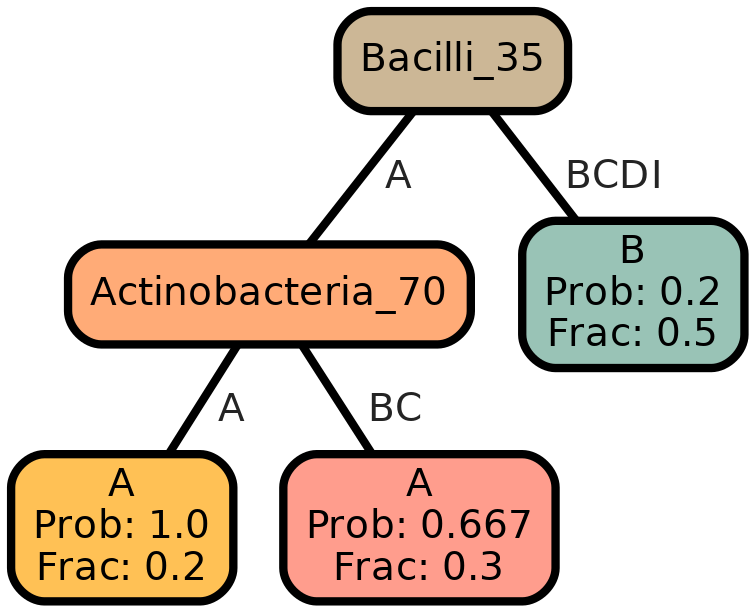 Bacilli_35
A
BCDI
Actinobacteria_70
B
Prob: 0.2
Frac: 0.5
A
BC
A
Prob: 1.0
Frac: 0.2
A
Prob: 0.667
Frac: 0.3